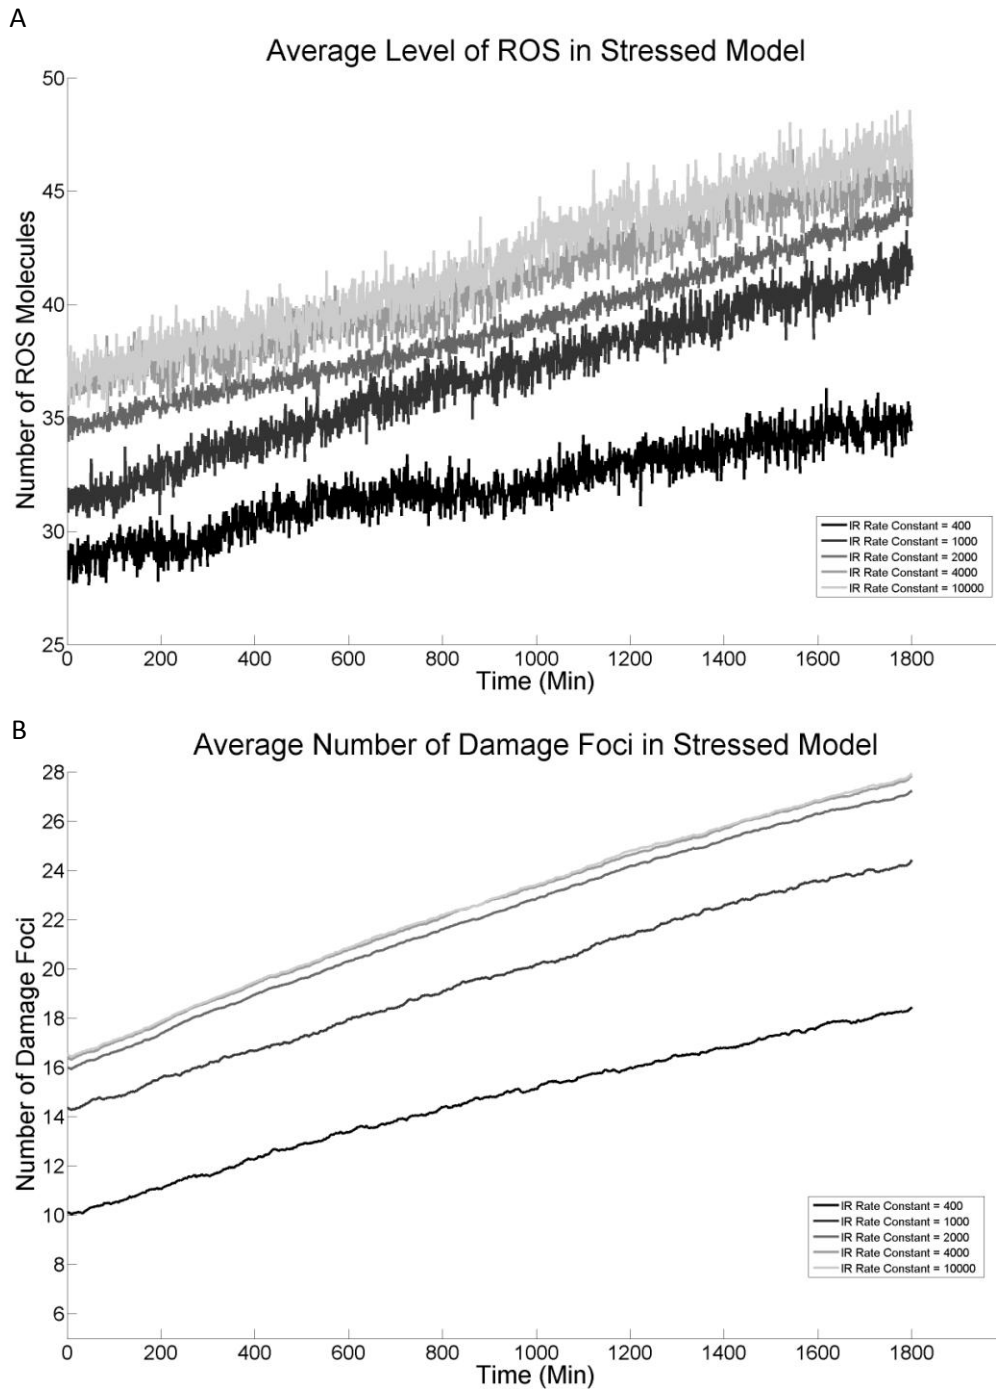 A
Average Level of ROS in Stressed Model
Number of ROS Molecules
50
45
40
35
30
25
0 200 400 600 800 1000 1200 1400 1600 1800
Time (Min)
IR Rate Constant = 400
IR Rate Constant = 1000
IR Rate Constant = 2000
IR Rate Constant = 4000
IR Rate Constant = 10000
B
Average Number of Damage Foci in Stressed Model
Number of Damage Foci
28
26
24
22
20
18
16
14
12
10
8
6
0 200 400 600 800 1000 1200 1400 1600 1800
Time (Min)
IR Rate Constant = 400
IR Rate Constant = 1000
IR Rate Constant = 2000
IR Rate Constant = 4000
IR Rate Constant = 10000